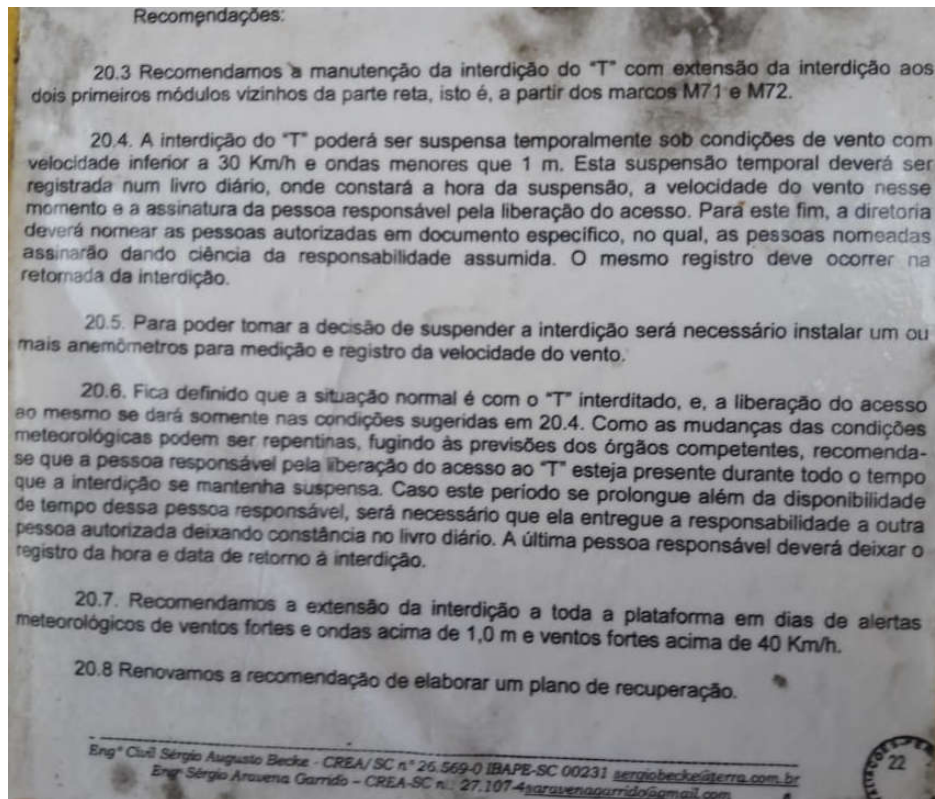 Recomendações:
20.3 Recomendamos a manutenção da interdição do "T" com extensão da interdição aos
dois primeiros módulos vizinhos da parte reta, isto é, a partir dos marcos M71 e M72.
20.4. A interdição do "T" poderá ser suspensa temporalmente sob condições de vento com
velocidade inferior a 30 Km/h e ondas menores que 1 m. Esta suspensão temporal deverá ser
registrada num livro diário, onde constará a hora da suspensão, a velocidade do vento nesse
momento e a assinatura da pessoa responsável pela liberação do acesso. Para este fim, a diretoria
deverá nomear as pessoas autorizadas em documento específico, no qual, as pessoas nomeadas
assinarão dando ciência da responsabilidade assumida. O mesmo registro deve ocorrer na
retomada da interdição.
20.5. Para poder tomar a decisão de suspender a interdição será necessário instalar um ou
mais anemômetros para medição e registro da velocidade do vento.
20.6. Fica definido que a situação normal é com o "T" interditado, e, a liberação do acesso
ao mesmo se dará somente nas condições sugeridas em 20.4. Como as mudanças das condições
meteorológicas podem ser repentinas, fugindo às previsões dos órgãos competentes, recomenda-
se que a pessoa responsável pela liberação do acesso ao "T" esteja presente durante todo o tempo
que a interdição se mantenha suspensa. Caso este período se prolongue além da disponibilidade
de tempo dessa pessoa responsável, será necessário que ela entregue a responsabilidade a outra
pessoa autorizada deixando constância no livro diário. A última pessoa responsável deverá deixar o
registro da hora e data de retorno à interdição.
20.7. Recomendamos a extensão da interdição a toda a plataforma em dias de alertas
meteorológicos de ventos fortes e ondas acima de 1,0 m e ventos fortes acima de 40 Km/h.
20.8 Renovamos a recomendação de elaborar um plano de recuperação.
Engº Civil Sérgio Augusto Becke - CREA/ SC nº 26.569-0 IBAPE-SC 00231 sergiobecke@terra.com.br
Engº Sérgio Aravena Garrido – CREA-SC n.: 27.107-4 saravenagarrido@gmail.com
22